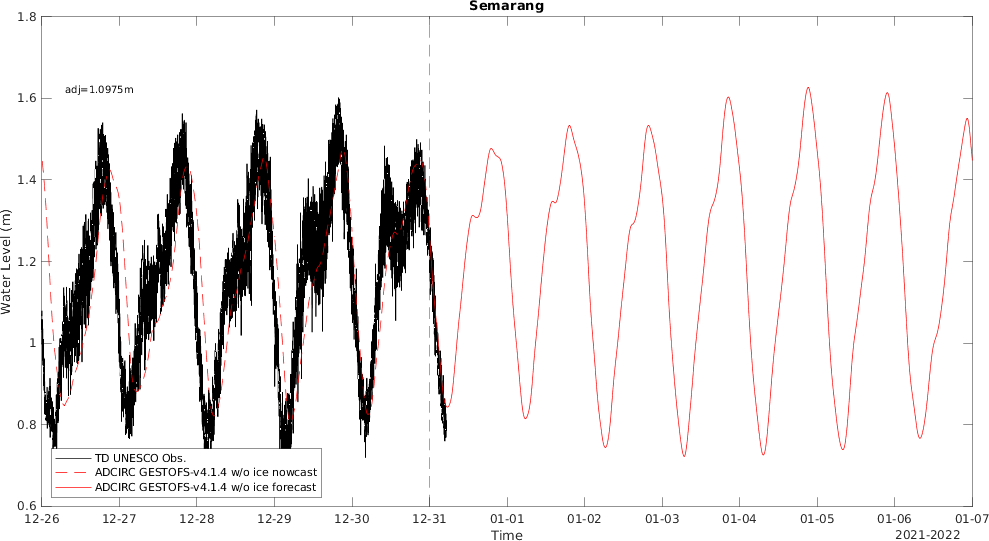 Semarang
1.8
adj=1.0975m
1.6
1.4
Water Level (m)
1.2
1
0.8
TD UNESCO Obs.
ADCIRC GESTOFS-v4.1.4 w/o ice nowcast
ADCIRC GESTOFS-v4.1.4 w/o ice forecast
0.6
12-26 12-27 12-28 12-29 12-30 12-31 01-01 01-02 01-03 01-04 01-05 01-06 01-07
Time
2021-2022